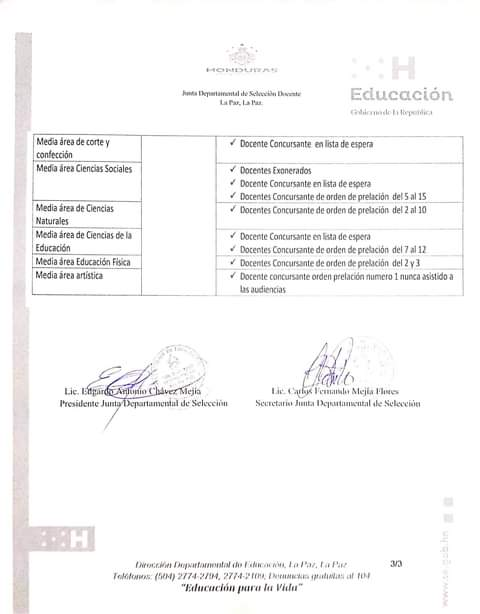 HONDURAS
Junta Departamental de Selección Docente
La Paz, La Paz.
H
Educación
Gobierno de la República
Media área de corte y
confección
✓ Docente Concursante en lista de espera
Media área Ciencias Sociales
✓ Docentes Exonerados
✓ Docente Concursante en lista de espera
✓ Docentes Concursante de orden de prelación del 5 al 15
Media área de Ciencias
Naturales
✓ Docentes Concursante de orden de prelación del 2 al 10
Media área de Ciencias de la
Educación
✓ Docente Concursante en lista de espera
✓ Docentes Concursante de orden de prelación del 7 al 12
Media área Educación Física
✓ Docentes Concursante de orden de prelación del 2 y 3
Media área artística
✓ Docente concursante orden prelación numero 1 nunca asistido a
las audiencias
Lic. Edgardo Antonio Chávez Mejía
Presidente Junta Departamental de Selección
Lic. Carlos Fernando Mejía Flores
Secretario Junta Departamental de Selección
H
www.se.gob.hn
Dirección Departamental de Educación, La Paz, La Paz
3/3
Teléfonos: (504) 2774-2794, 2774-2109, Denuncias gratuitas al 104
"Educación para la Vida"